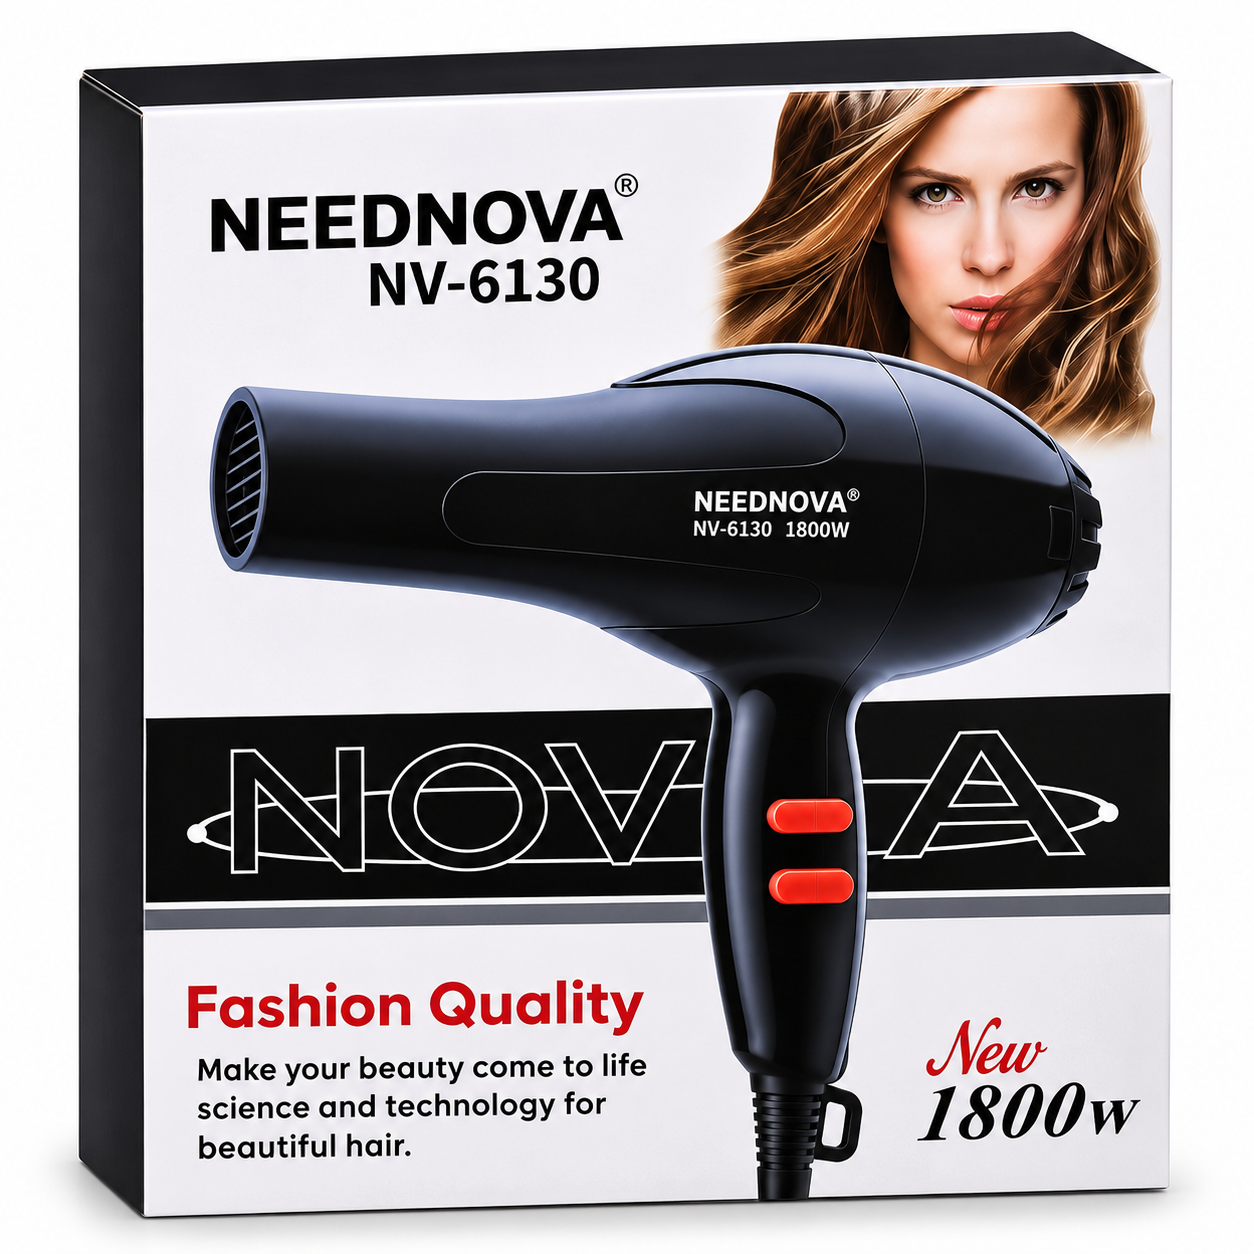 NEEDNOVA®
NV-6130
NEEDNOVA®
NV-6130 1800W
NOVA
Fashion Quality
Make your beauty come to life
science and technology for
beautiful hair.
New
1800W